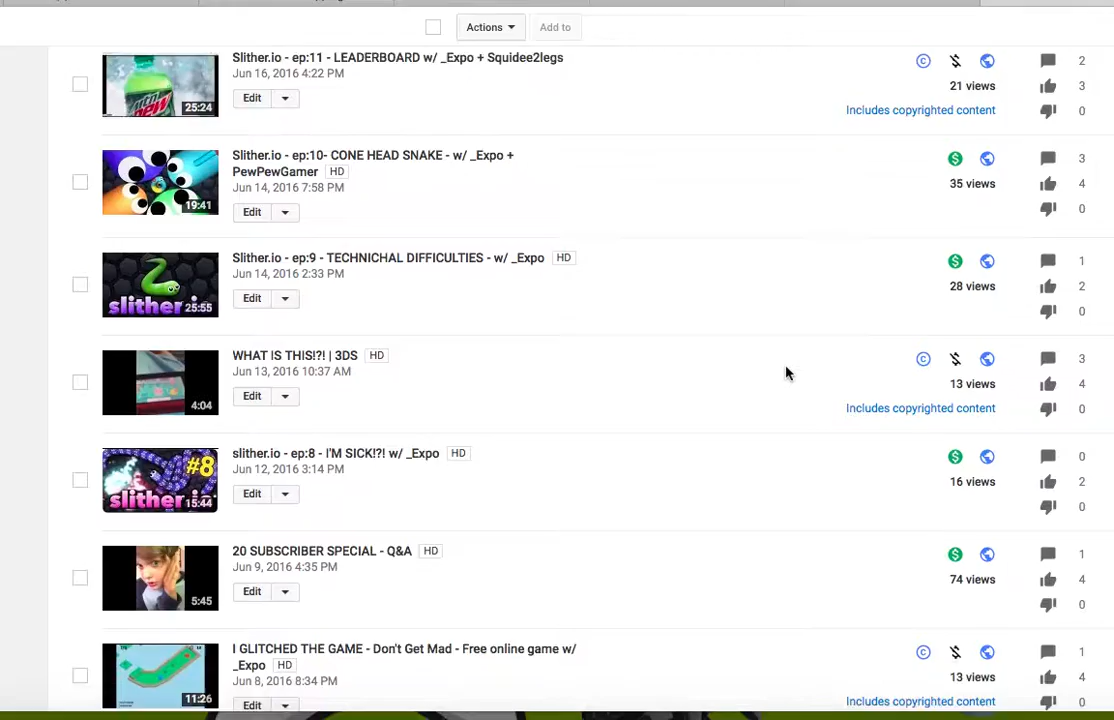 Actions
Add to
Slither.io - ep:11 - LEADERBOARD w/ _Expo + Squidee2legs
Jun 16, 2016 4:22 PM
Edit
25:24
21 views
Includes copyrighted content
2
3
0
Slither.io - ep:10- CONE HEAD SNAKE - w/ _Expo +
PewPewGamer HD
Jun 14, 2016 7:58 PM
Edit
19:41
35 views
3
4
0
Slither.io - ep:9 - TECHNICHAL DIFFICULTIES - w/ _Expo HD
Jun 14, 2016 2:33 PM
Edit
slither.io
25:55
28 views
1
2
0
WHAT IS THIS!?! | 3DS HD
Jun 13, 2016 10:37 AM
Edit
4:04
13 views
Includes copyrighted content
3
4
0
slither.io - ep:8 - I'M SICK!?! w/ _Expo HD
Jun 12, 2016 3:14 PM
Edit
#8
slither
15:44
16 views
0
2
0
20 SUBSCRIBER SPECIAL - Q&A HD
Jun 9, 2016 4:35 PM
Edit
5:45
74 views
1
4
0
I GLITCHED THE GAME - Don't Get Mad - Free online game w/
_Expo HD
Jun 8, 2016 8:34 PM
Edit
11:26
13 views
Includes copyrighted content
1
4
0